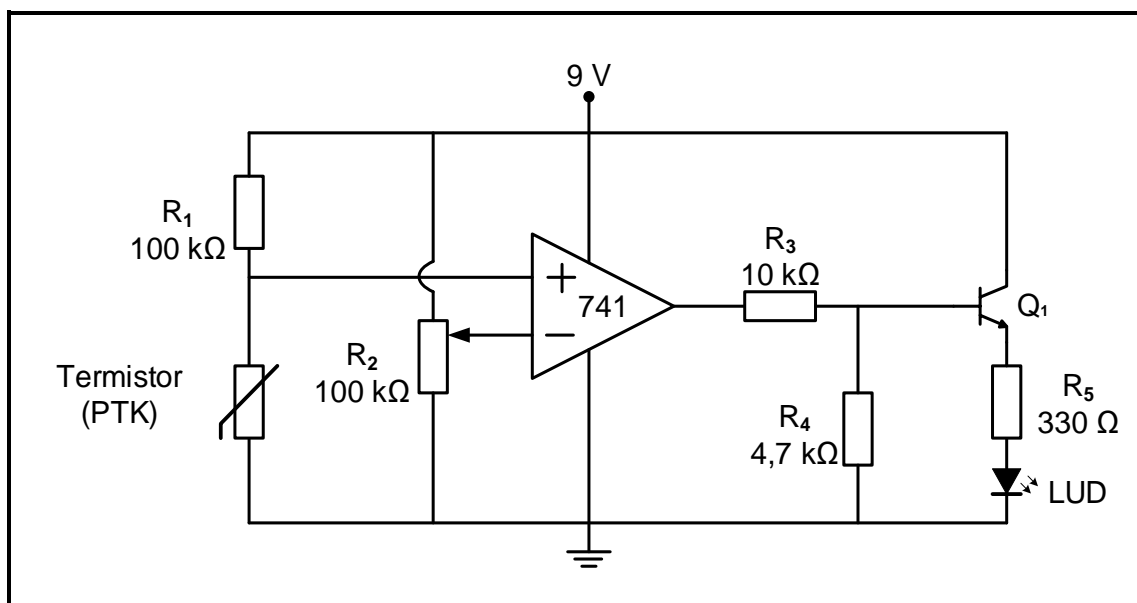 9 V
R₁
100 kΩ
+
741
−
R₃
10 kΩ
Q₁
Termistor
(PTK)
R₂
100 kΩ
R₄
4,7 kΩ
R₅
330 Ω
LUD